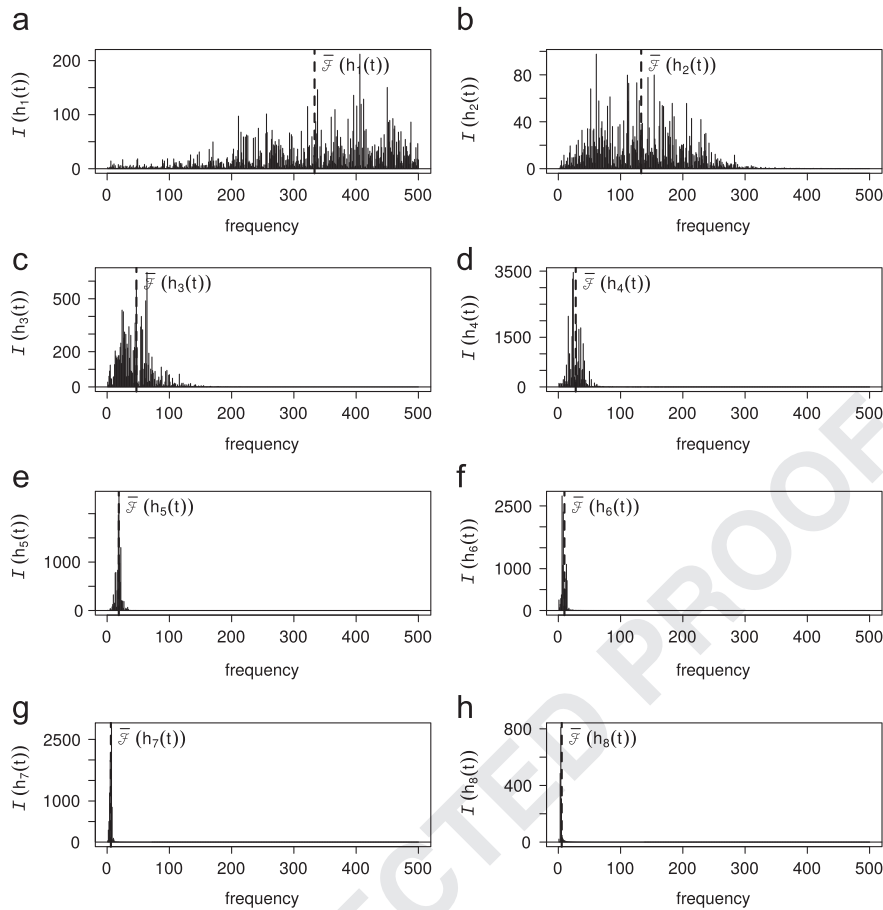 a
200
100
0
I (h₁(t))
F̄ (h₁(t))
0 100 200 300 400 500
frequency
b
80
40
0
I (h₂(t))
F̄ (h₂(t))
0 100 200 300 400 500
frequency
c
500
200
0
I (h₃(t))
F̄ (h₃(t))
0 100 200 300 400 500
frequency
d
3500
1500
0
I (h₄(t))
F̄ (h₄(t))
0 100 200 300 400 500
frequency
e
1000
0
I (h₅(t))
F̄ (h₅(t))
0 100 200 300 400 500
frequency
f
2500
1000
0
I (h₆(t))
F̄ (h₆(t))
0 100 200 300 400 500
frequency
g
2500
1000
0
I (h₇(t))
F̄ (h₇(t))
0 100 200 300 400 500
frequency
h
800
400
0
I (h₈(t))
F̄ (h₈(t))
0 100 200 300 400 500
frequency
ECTED PROOF